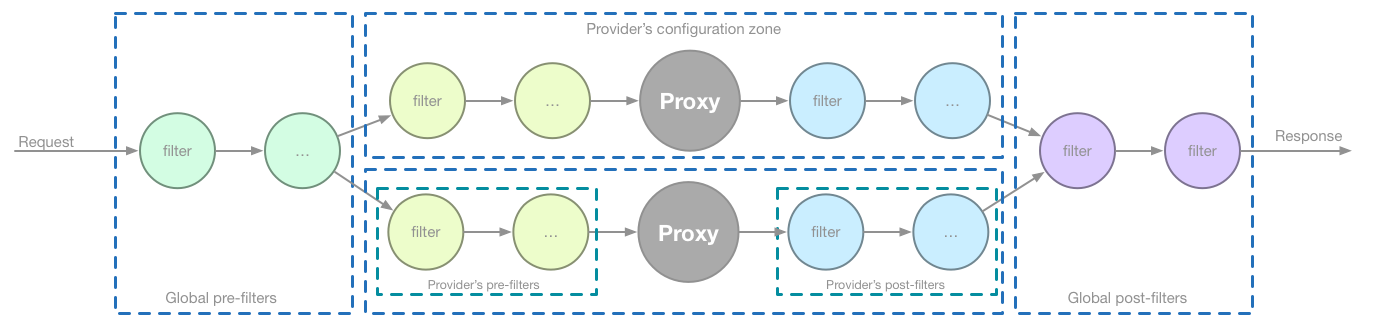 Request
filter
...
Global pre-filters
Provider's configuration zone
filter
...
Proxy
filter
...
filter
...
Provider's pre-filters
Proxy
filter
...
Provider's post-filters
filter
filter
Global post-filters
Response